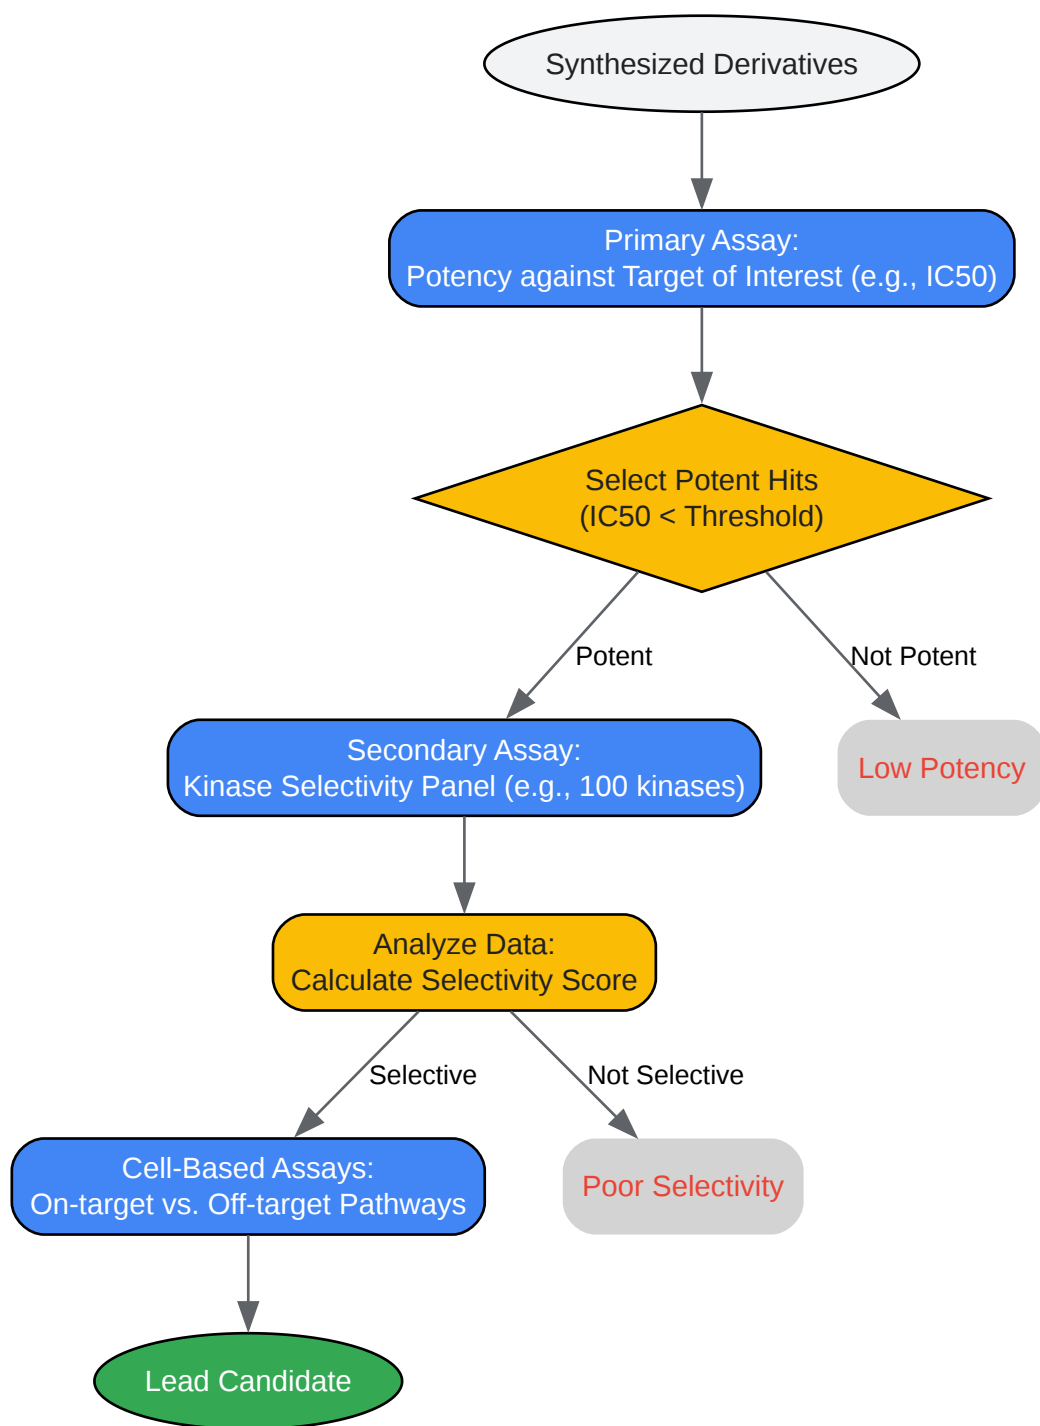 Synthesized Derivatives
Primary Assay:
Potency against Target of Interest (e.g., IC50)
Select Potent Hits
(IC50 < Threshold)
Potent
Not Potent
Secondary Assay:
Kinase Selectivity Panel (e.g., 100 kinases)
Low Potency
Analyze Data:
Calculate Selectivity Score
Selective
Not Selective
Cell-Based Assays:
On-target vs. Off-target Pathways
Poor Selectivity
Lead Candidate